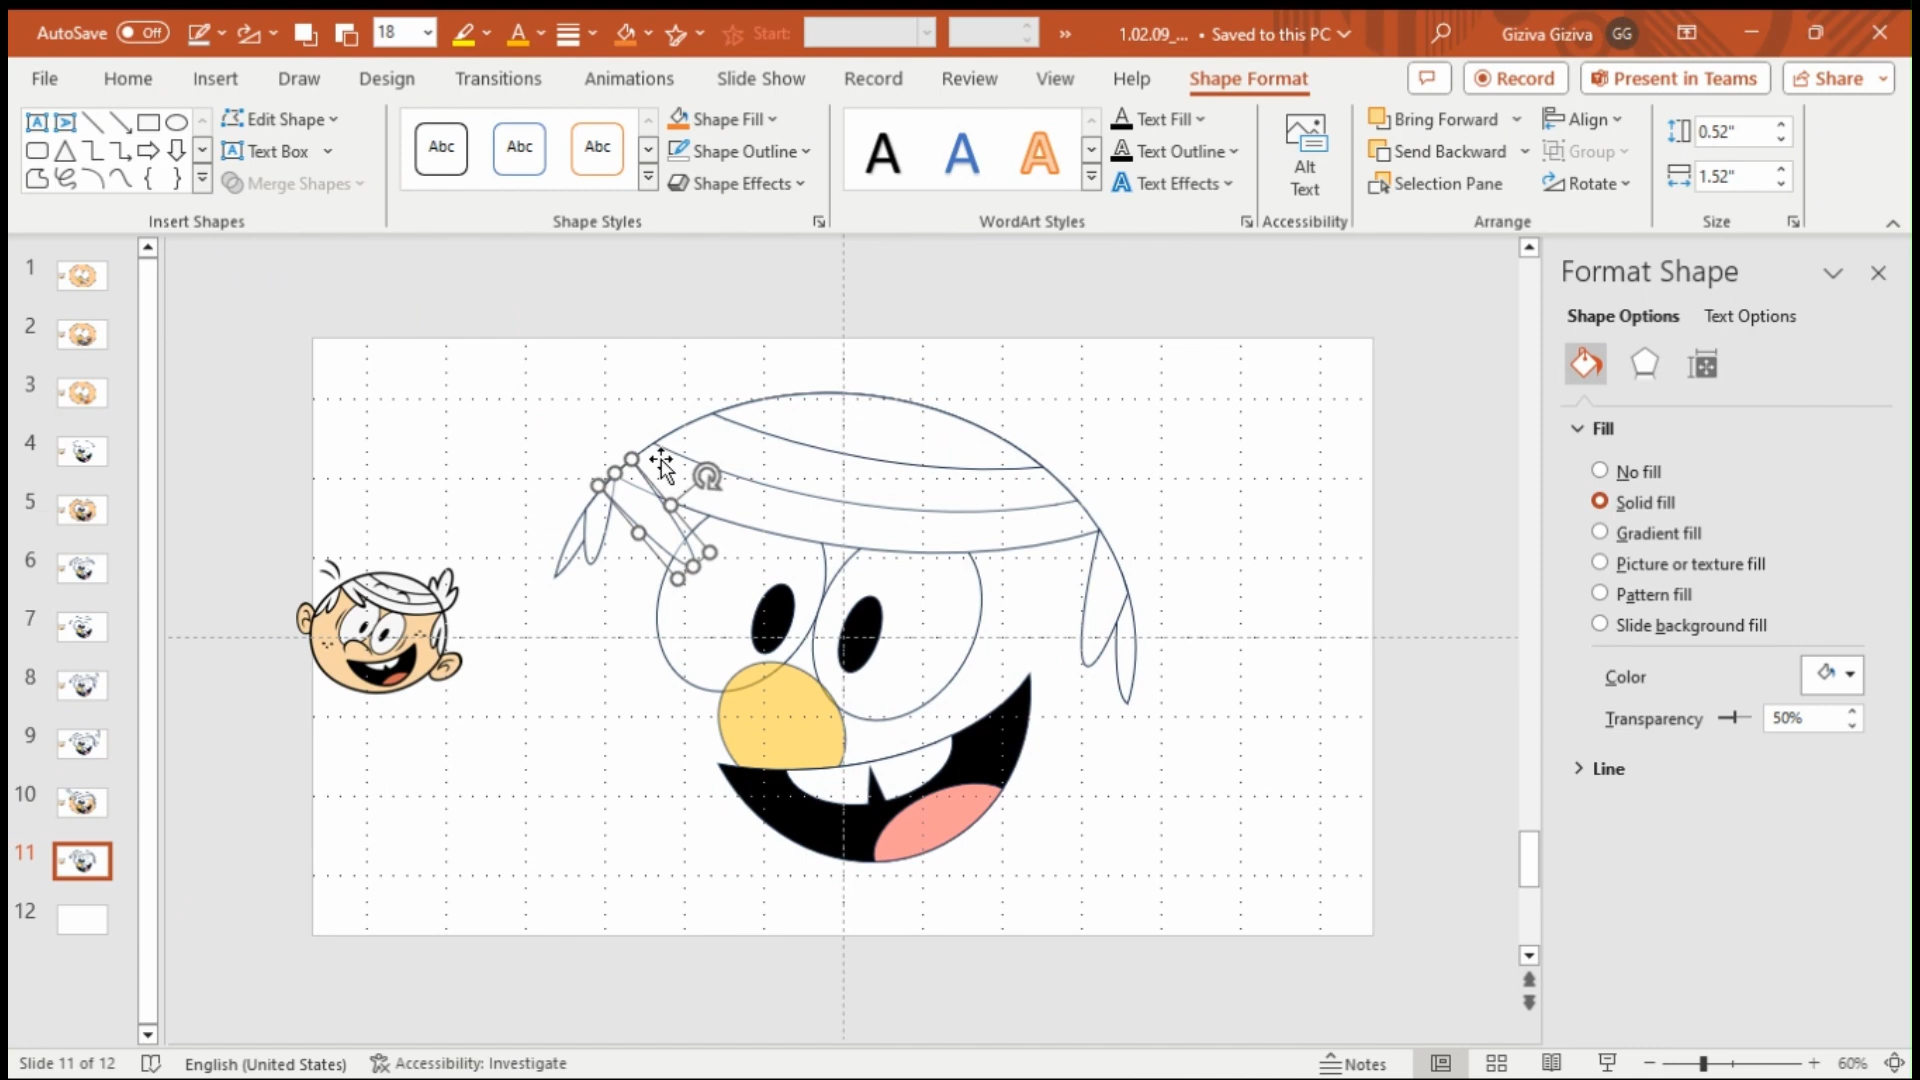 AutoSave Off 18 Start: 1.02.09_... • Saved to this PC Giziva Giziva GG
File Home Insert Draw Design Transitions Animations Slide Show Record Review View Help Shape Format Record Present in Teams Share
Edit Shape Text Box Merge Shapes
Insert Shapes
Abc Abc Abc
Shape Fill Shape Outline Shape Effects
Shape Styles
A A A
Text Fill Text Outline Text Effects
WordArt Styles
Alt
Text
Accessibility
Bring Forward Send Backward Selection Pane
Align Group Rotate
Arrange
0.52"
1.52"
Size
1
2
3
4
5
6
7
8
9
10
11
12
Format Shape
Shape Options Text Options
Fill
No fill
Solid fill
Gradient fill
Picture or texture fill
Pattern fill
Slide background fill
Color
Transparency 50%
Line
Slide 11 of 12 English (United States) Accessibility: Investigate Notes 60%